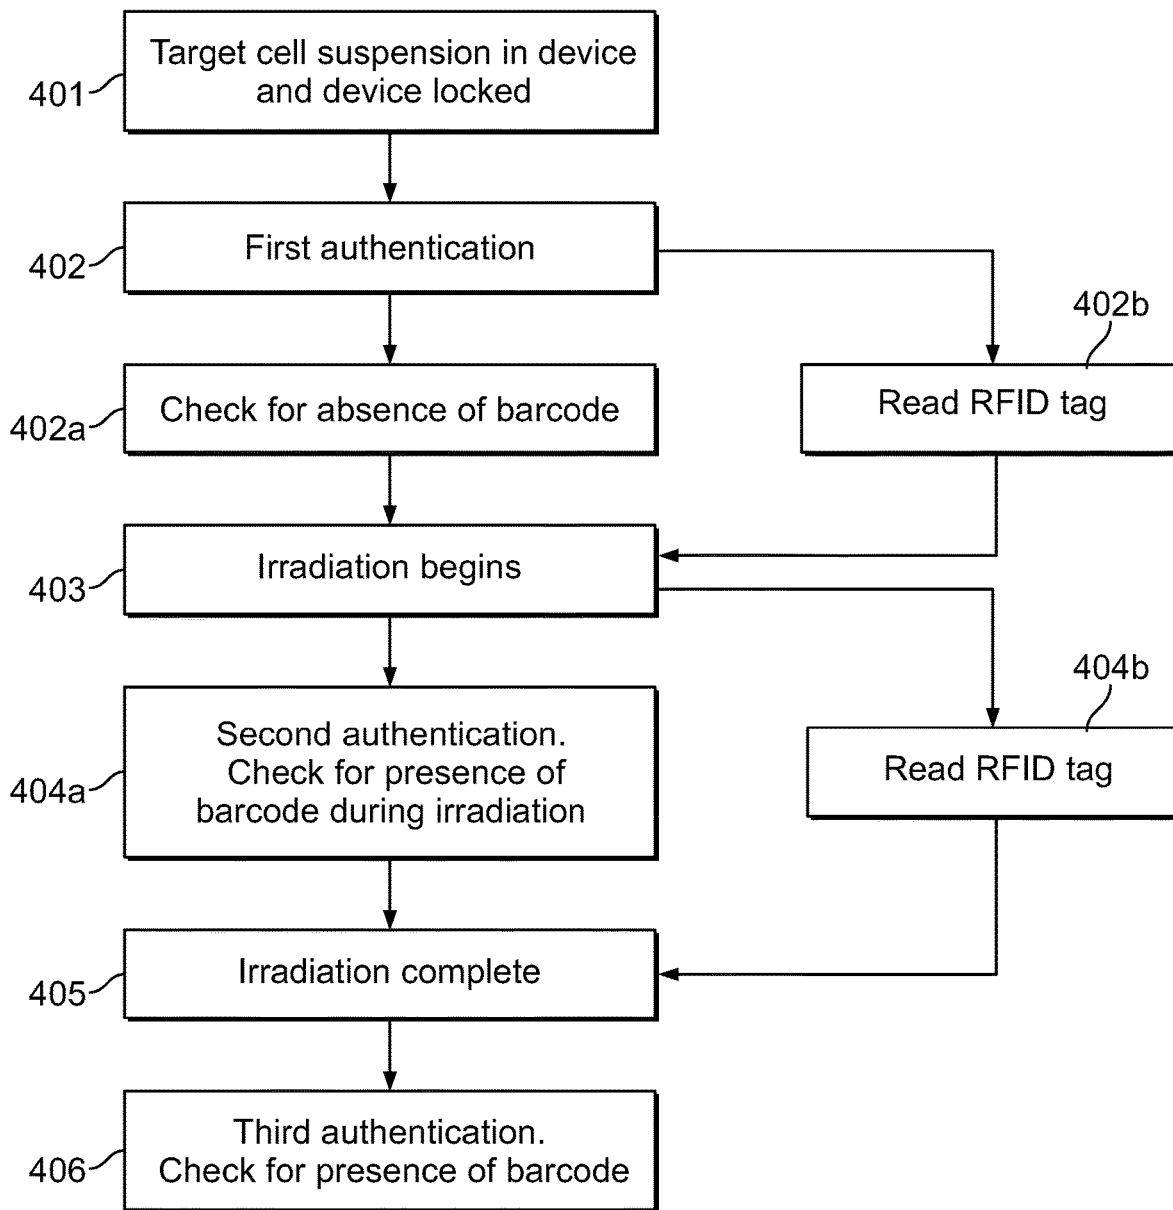 Target cell suspension in device
and device locked
401
First authentication
402
402b
Check for absence of barcode
402a
Read RFID tag
Irradiation begins
403
404b
Second authentication.
Check for presence of
barcode during irradiation
404a
Read RFID tag
Irradiation complete
405
Third authentication.
Check for presence of barcode
406